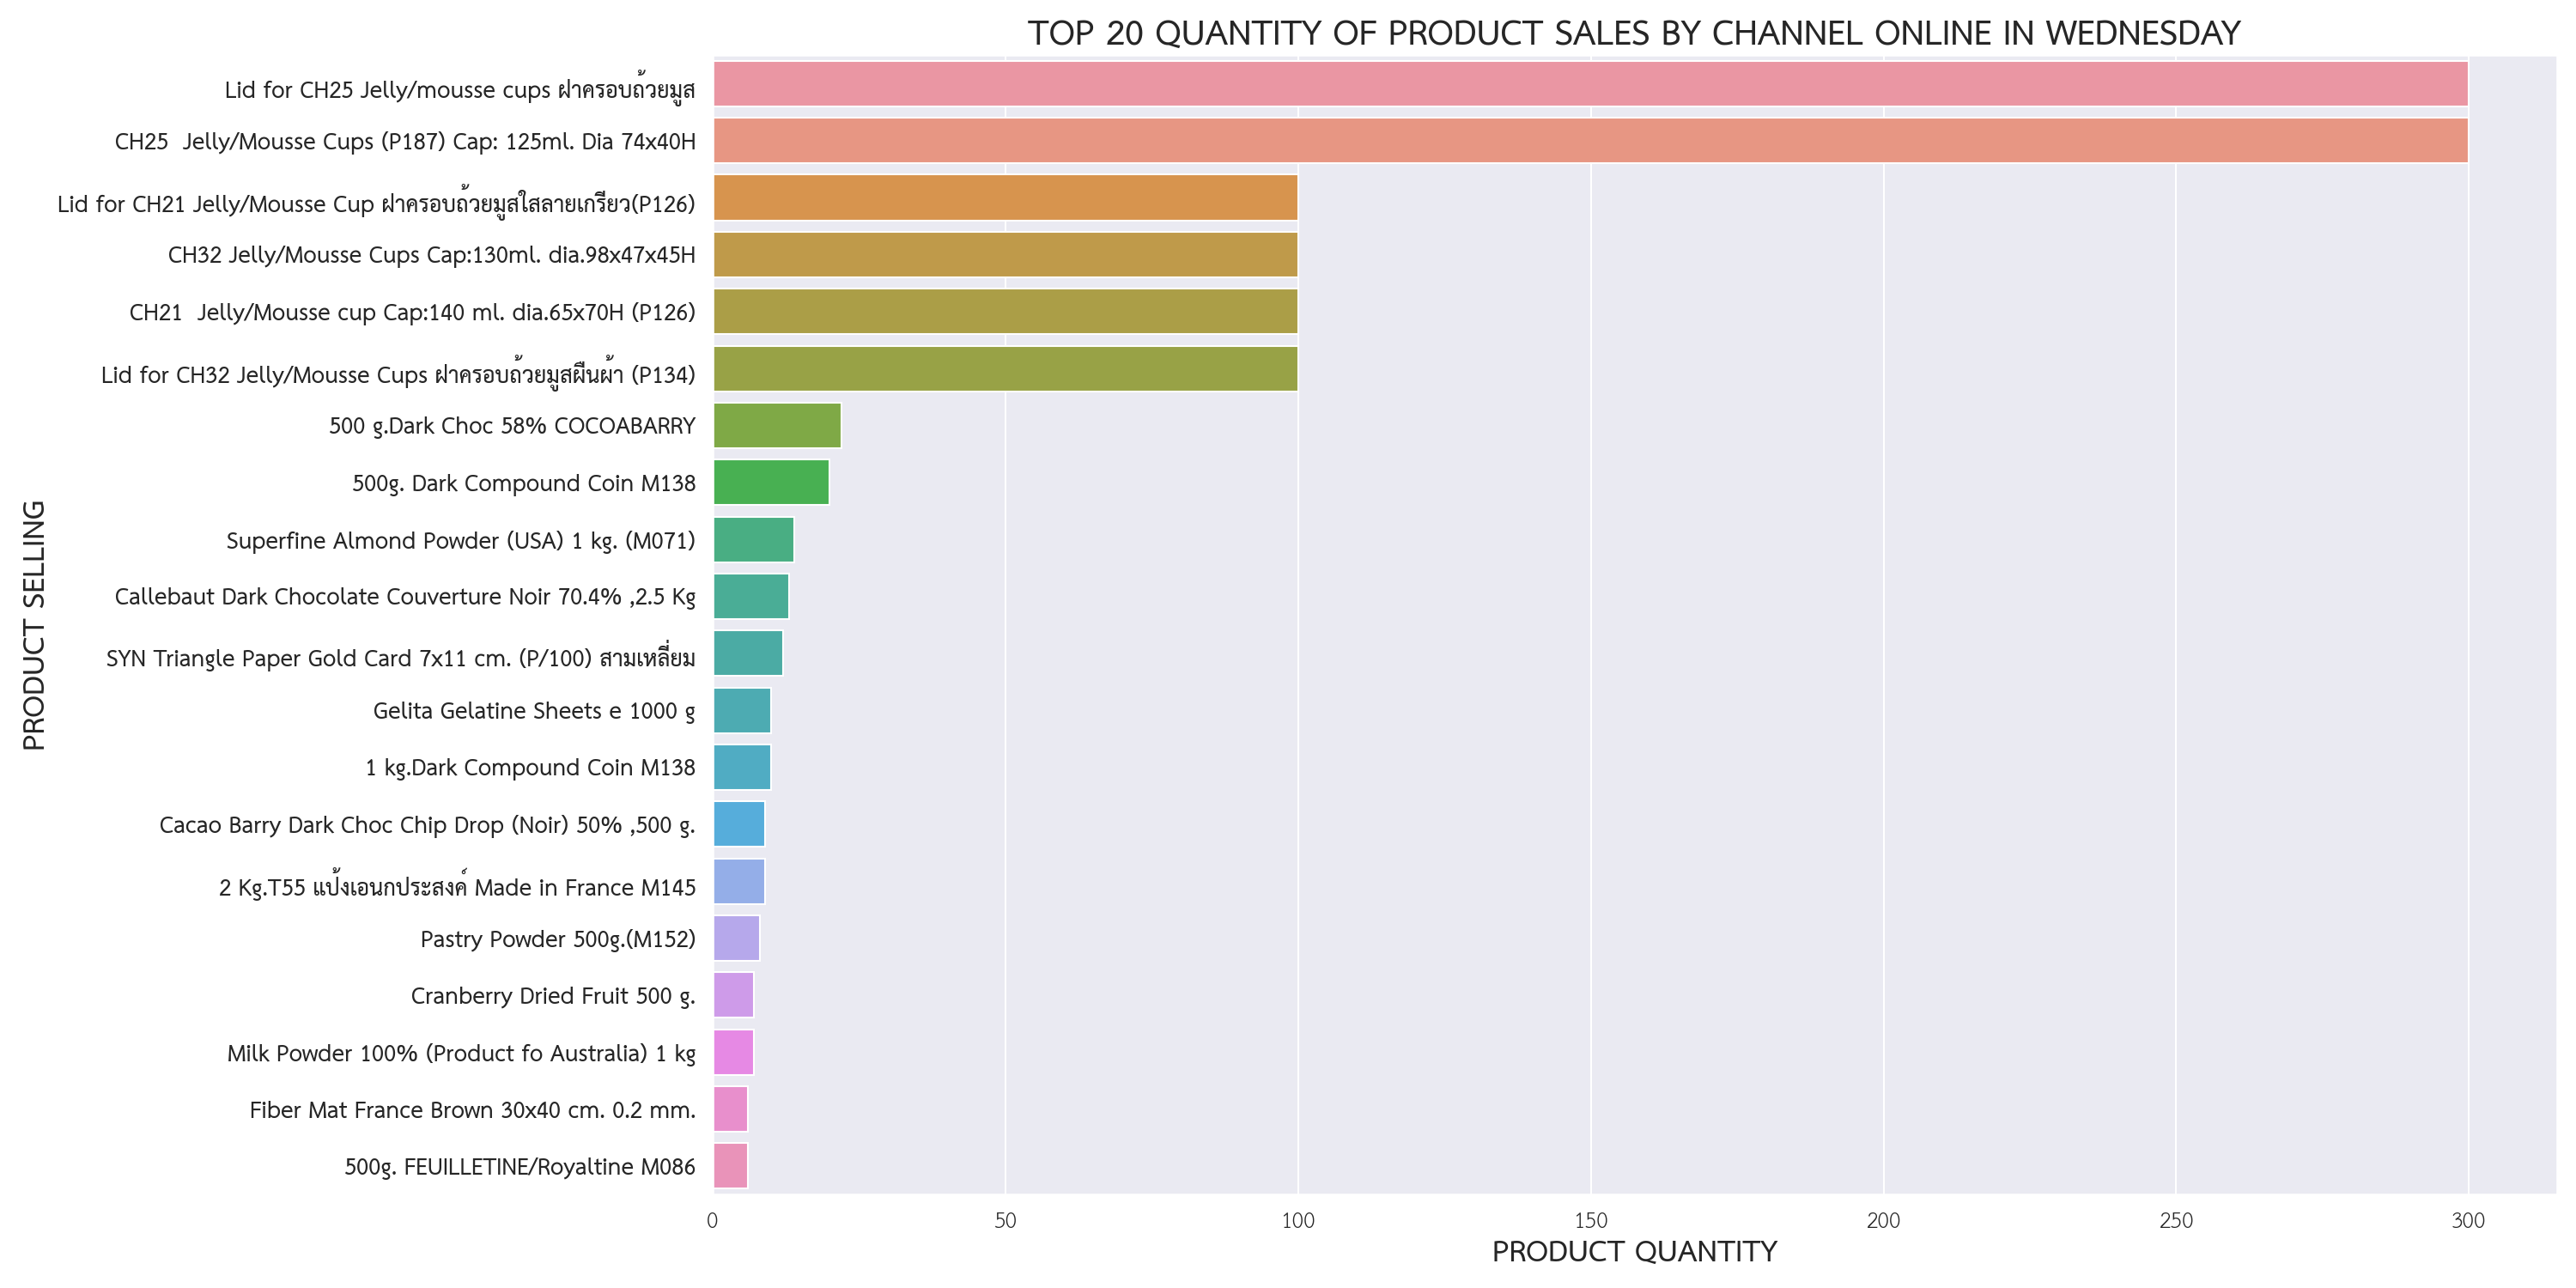 TOP 20 QUANTITY OF PRODUCT SALES BY CHANNEL ONLINE IN WEDNESDAY
PRODUCT SELLING
Lid for CH25 Jelly/mousse cups ฝาครอบถ้วยมูส
CH25  Jelly/Mousse Cups (P187) Cap: 125ml. Dia 74x40H
Lid for CH21 Jelly/Mousse Cup ฝาครอบถ้วยมูสใสลายเกรียว(P126)
CH32 Jelly/Mousse Cups Cap:130ml. dia.98x47x45H
CH21  Jelly/Mousse cup Cap:140 ml. dia.65x70H (P126)
Lid for CH32 Jelly/Mousse Cups ฝาครอบถ้วยมูสผืนผ้า (P134)
500 g.Dark Choc 58% COCOABARRY
500g. Dark Compound Coin M138
Superfine Almond Powder (USA) 1 kg. (M071)
Callebaut Dark Chocolate Couverture Noir 70.4% ,2.5 Kg
SYN Triangle Paper Gold Card 7x11 cm. (P/100) สามเหลี่ยม
Gelita Gelatine Sheets e 1000 g
1 kg.Dark Compound Coin M138
Cacao Barry Dark Choc Chip Drop (Noir) 50% ,500 g.
2 Kg.T55 แป้งเอนกประสงค์ Made in France M145
Pastry Powder 500g.(M152)
Cranberry Dried Fruit 500 g.
Milk Powder 100% (Product fo Australia) 1 kg
Fiber Mat France Brown 30x40 cm. 0.2 mm.
500g. FEUILLETINE/Royaltine M086
0 50 100 150 200 250 300
PRODUCT QUANTITY